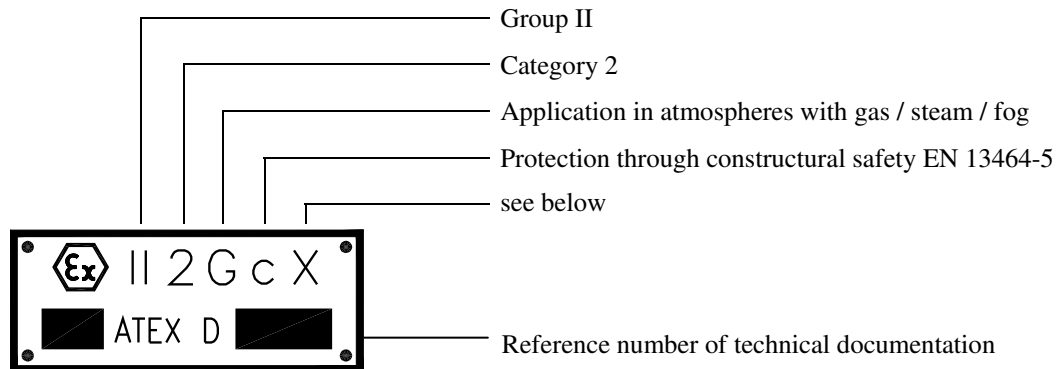 Group II
Category 2
Application in atmospheres with gas / steam / fog
Protection through constructural safety EN 13464-5
see below
Ex II 2 G c X
ATEX D
Reference number of technical documentation